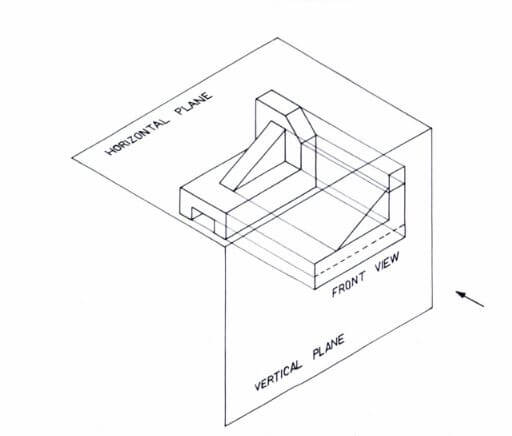 HORIZONTAL PLANE
FRONT VIEW
VERTICAL PLANE